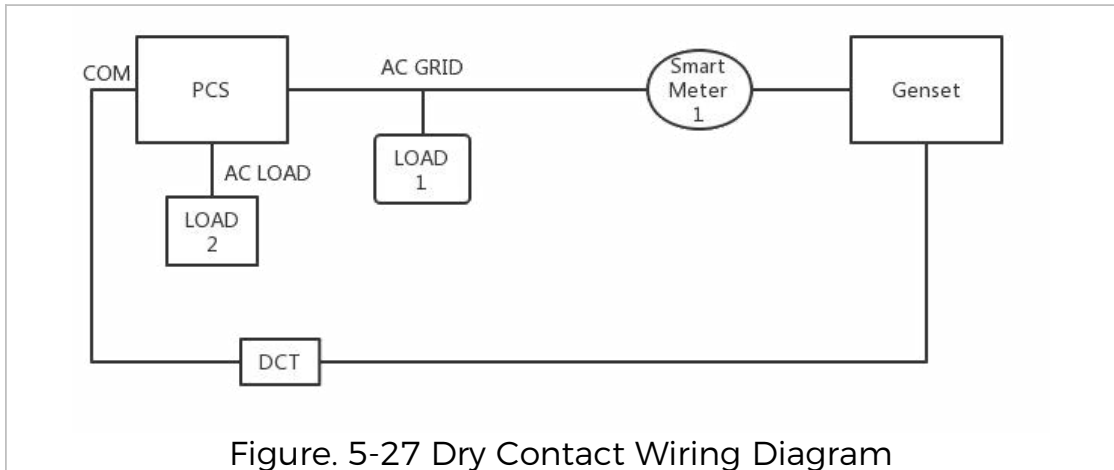 COM
PCS
AC GRID
Smart
Meter
1
Genset
LOAD
1
AC LOAD
LOAD
2
DCT
Figure. 5-27 Dry Contact Wiring Diagram